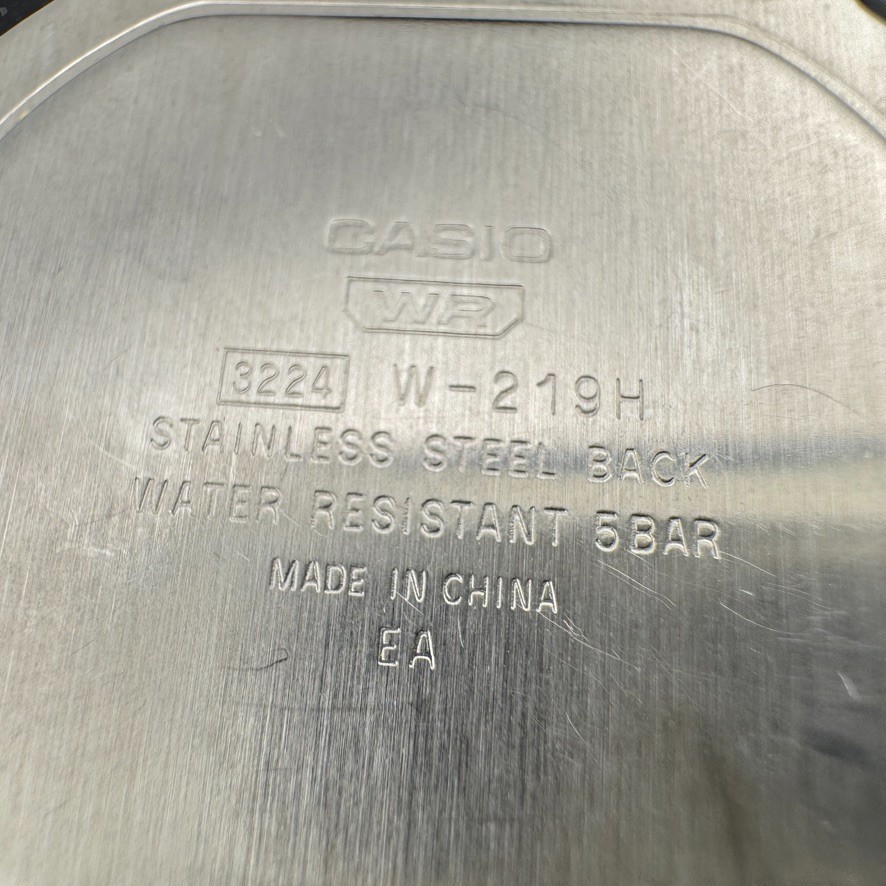 CASIO
WR
3224 W-219H
STAINLESS STEEL BACK
WATER RESISTANT 5BAR
MADE IN CHINA
EA